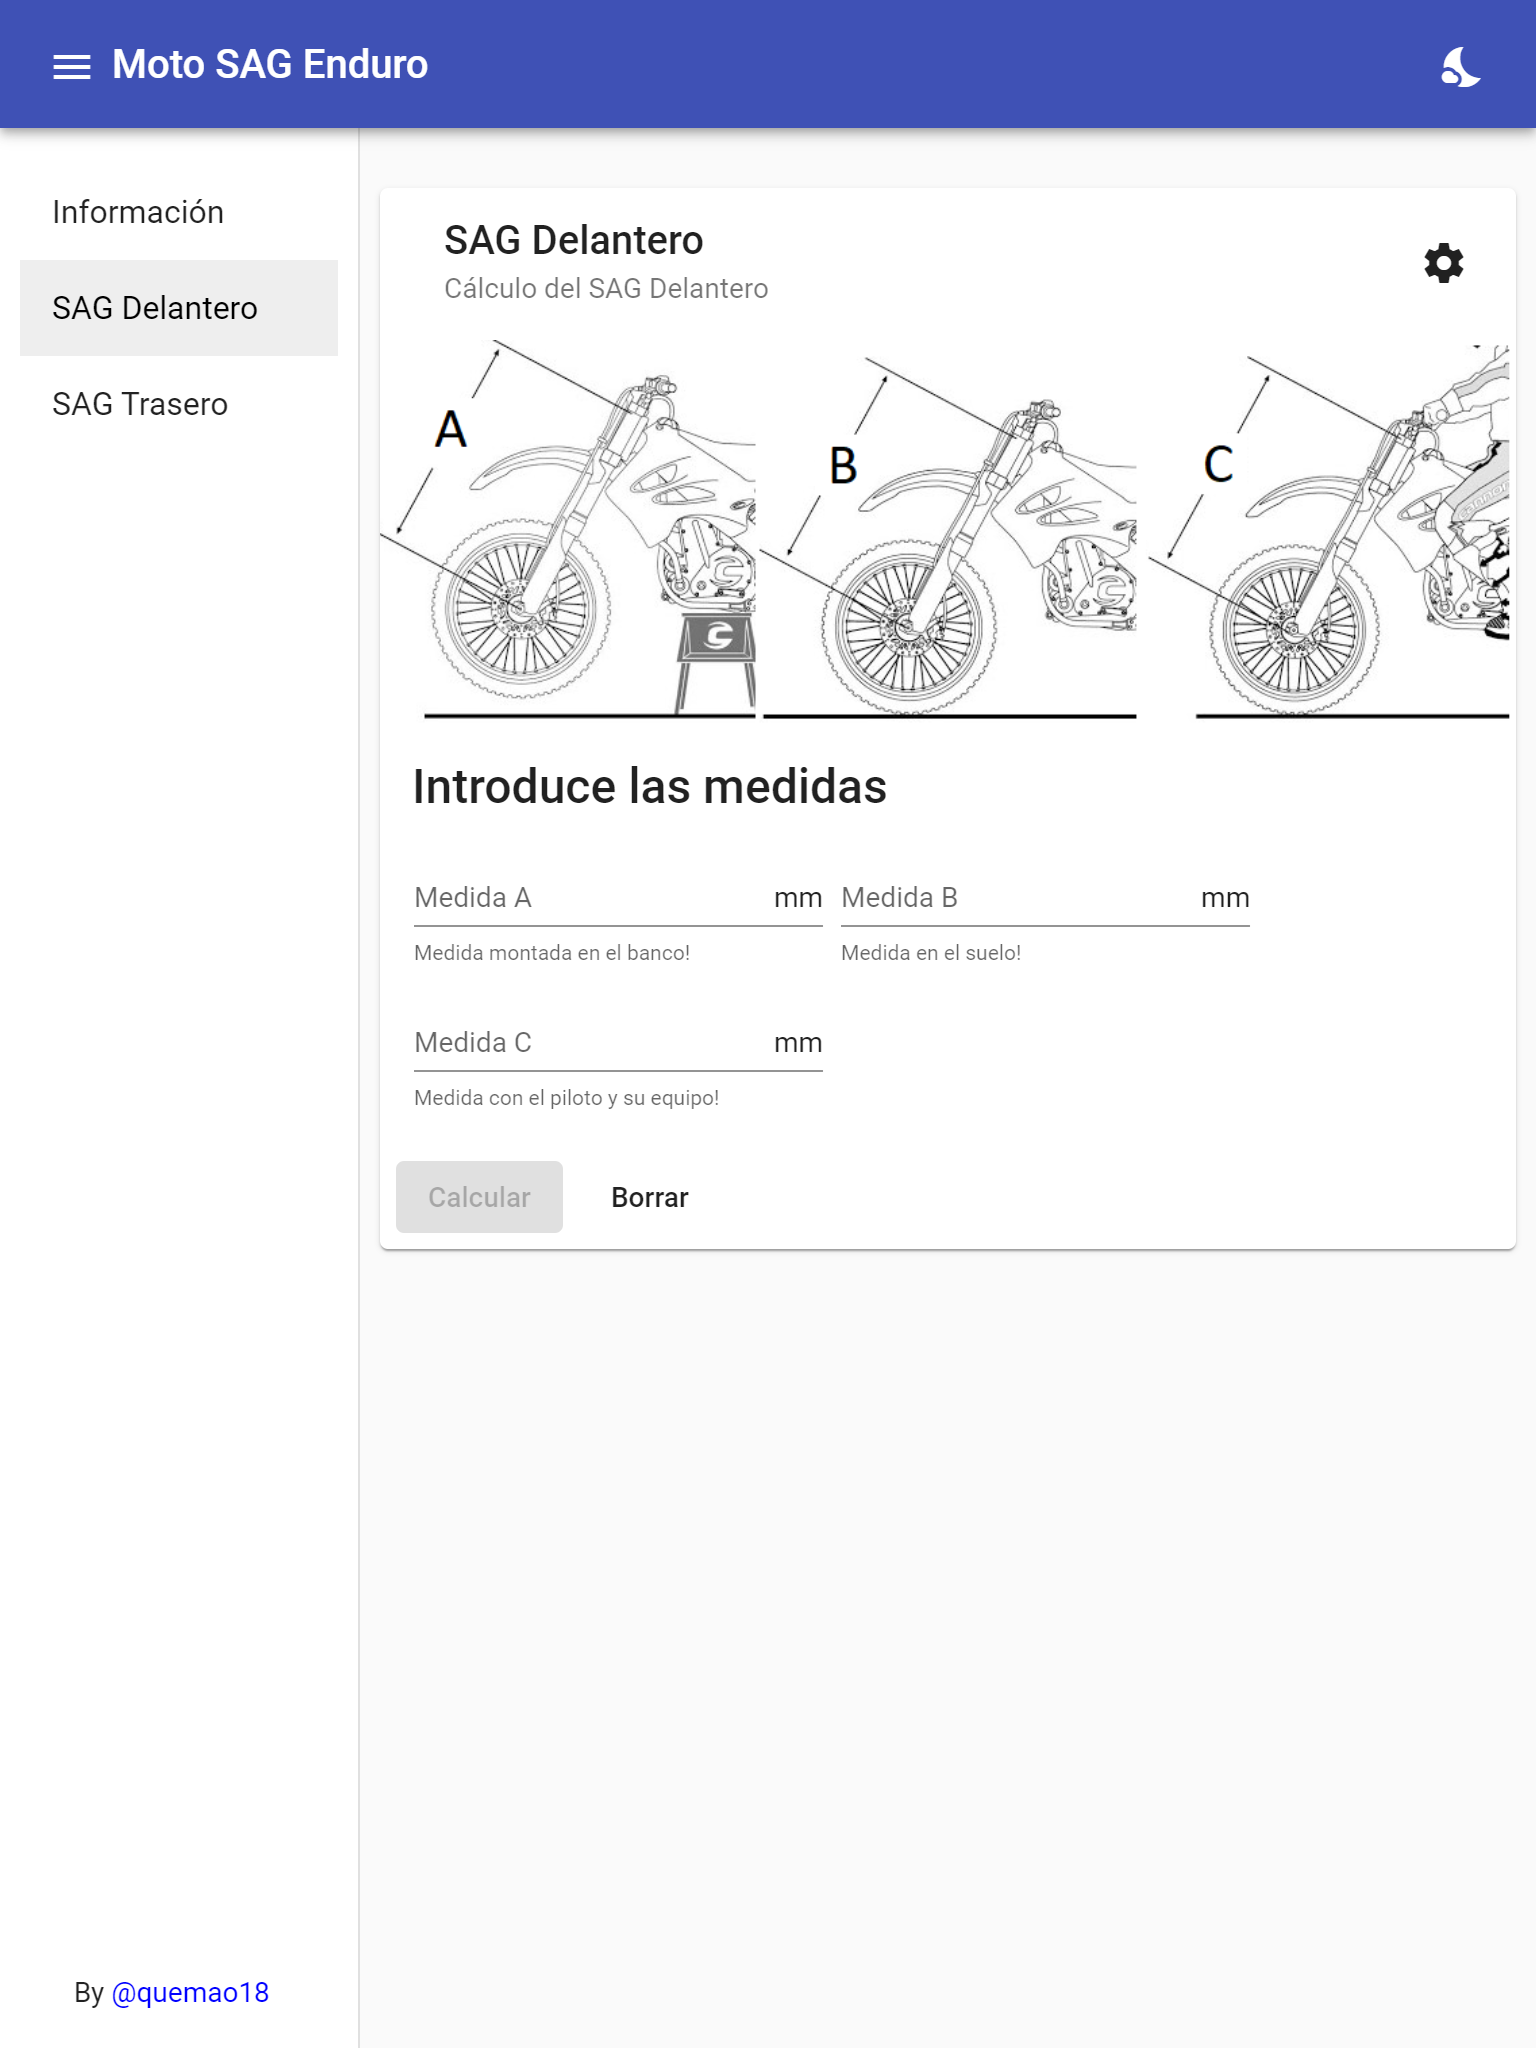 Moto SAG Enduro
Información
SAG Delantero
SAG Trasero
SAG Delantero
Cálculo del SAG Delantero
A
B
C
Introduce las medidas
Medida A mm
Medida B mm
Medida montada en el banco!
Medida en el suelo!
Medida C mm
Medida con el piloto y su equipo!
Calcular
Borrar
By @quemao18